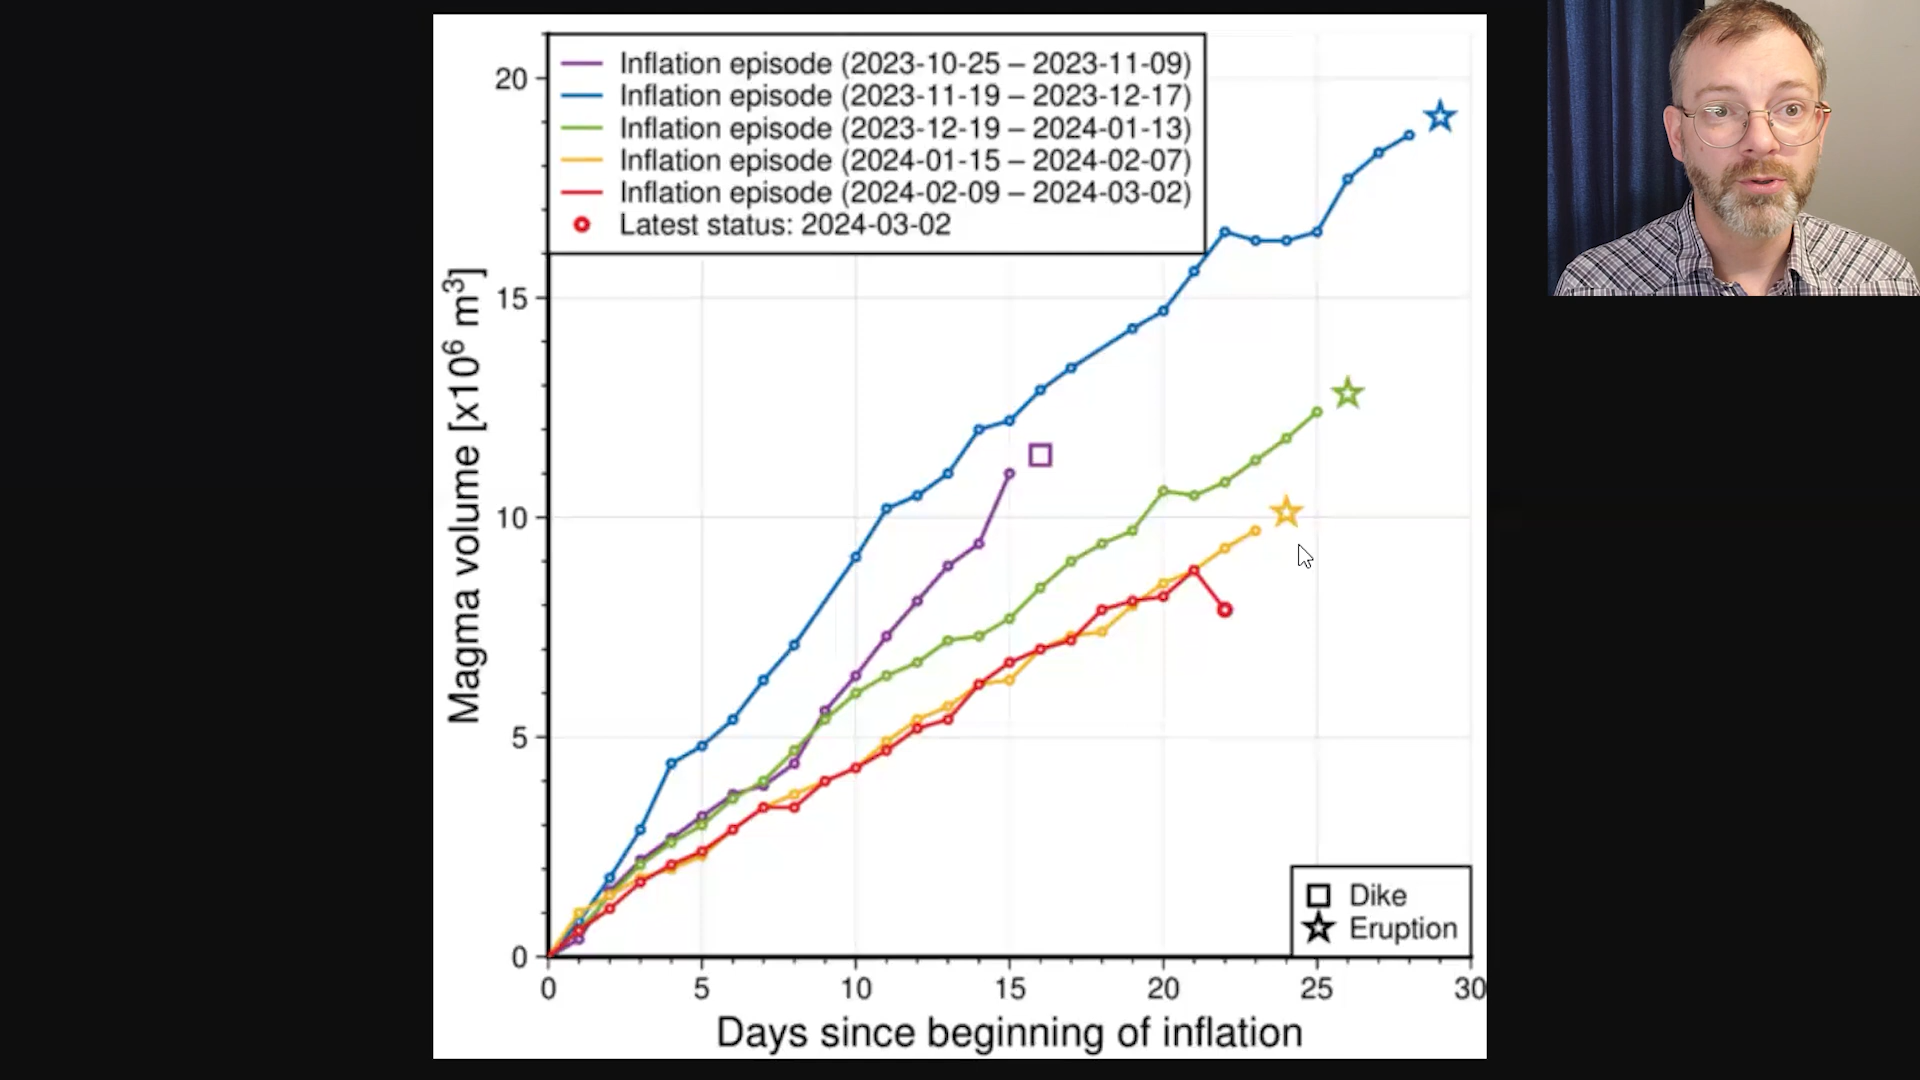 Inflation episode (2023-10-25 – 2023-11-09)
Inflation episode (2023-11-19 – 2023-12-17)
Inflation episode (2023-12-19 – 2024-01-13)
Inflation episode (2024-01-15 – 2024-02-07)
Inflation episode (2024-02-09 – 2024-03-02)
Latest status: 2024-03-02
20
15
10
5
0
Magma volume [x10⁶ m³]
Dike
Eruption
0 5 10 15 20 25 30
Days since beginning of inflation